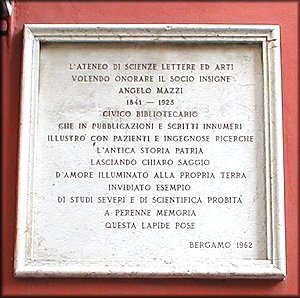 L'ATENEO DI SCIENZE LETTERE ED ARTI
VOLENDO ONORARE IL SOCIO INSIGNE
ANGELO MAZZI
1841 — 1925
CIVICO BIBLIOTECARIO
CHE IN PUBBLICAZIONI E SCRITTI INNUMERI
ILLUSTRÒ CON PAZIENTI E INGEGNOSE RICERCHE
L'ANTICA STORIA PATRIA
LASCIANDO CHIARO SAGGIO
D'AMORE ILLUMINATO ALLA PROPRIA TERRA
INVIDIATO ESEMPIO
DI STUDI SEVERI E DI SCIENTIFICA PROBITÀ
A PERENNE MEMORIA
QUESTA LAPIDE POSE
BERGAMO 1962